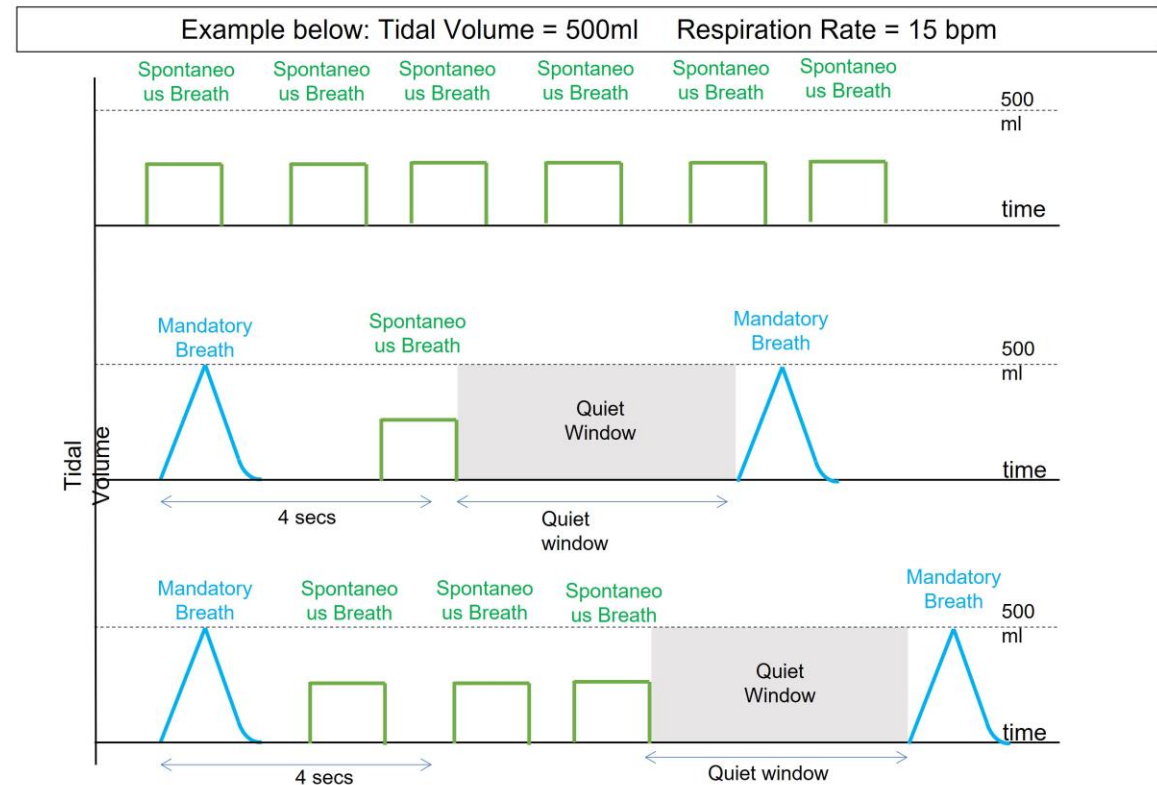 Example below: Tidal Volume = 500ml Respiration Rate = 15 bpm
Spontaneo
us Breath
Spontaneo
us Breath
Spontaneo
us Breath
Spontaneo
us Breath
Spontaneo
us Breath
Spontaneo
us Breath
500
ml
time
Mandatory
Breath
Spontaneo
us Breath
Mandatory
Breath
500
ml
Quiet
Window
time
Tidal
Volume
4 secs
Quiet
window
Mandatory
Breath
Spontaneo
us Breath
Spontaneo
us Breath
Spontaneo
us Breath
Mandatory
Breath
500
ml
Quiet
Window
time
4 secs
Quiet window